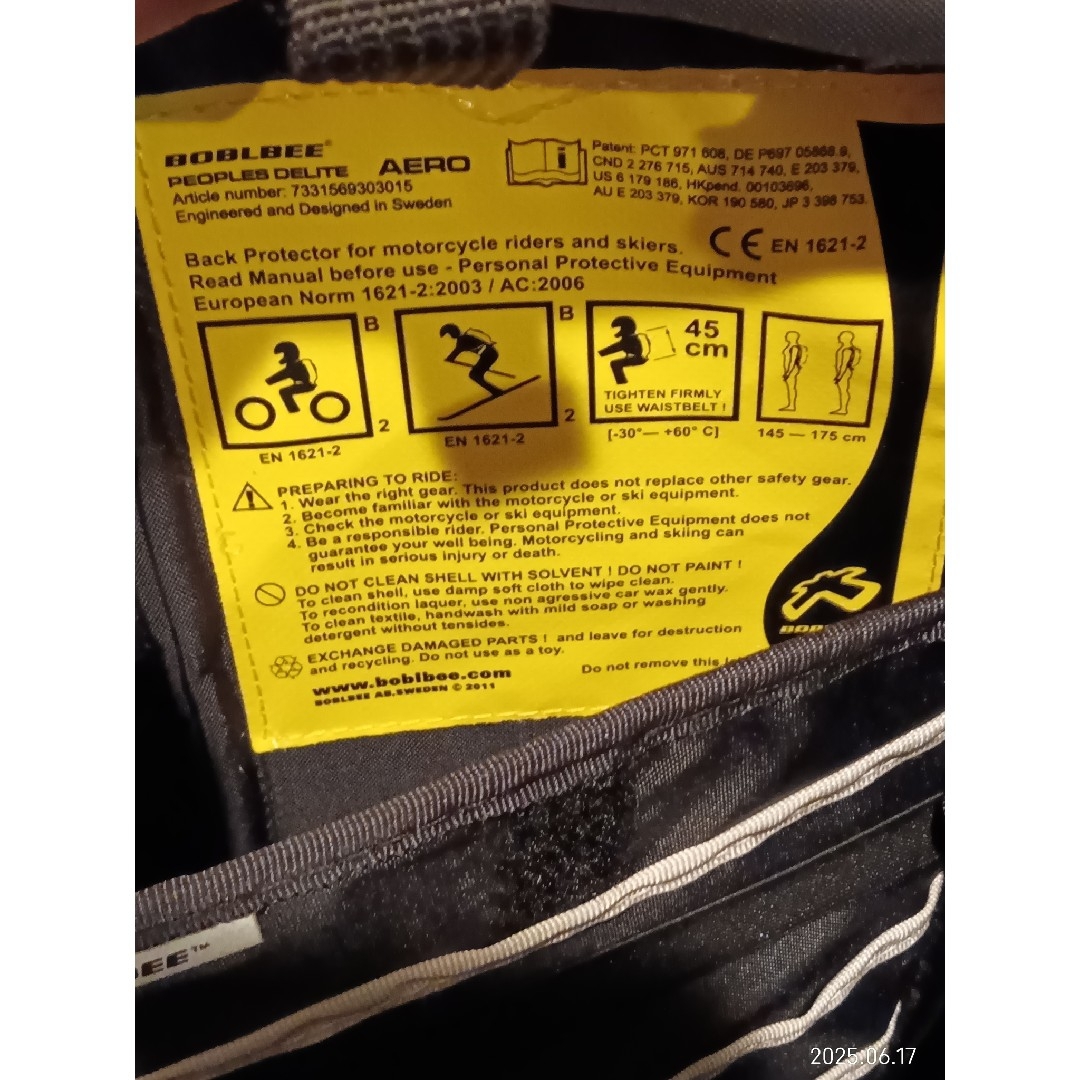 BOBLBEE®
PEOPLES DELITE AERO
Article number: 7331569303015
Engineered and Designed in Sweden
i
Patent: PCT 971 608, DE P697 05868.9,
CND 2 276 715, AUS 714 740, E 203 379,
US 6 179 186, HKpend. 00103696,
AU E 203 379, KOR 190 580, JP 3 398 753.
Back Protector for motorcycle riders and skiers. CE EN 1621-2
Read Manual before use - Personal Protective Equipment
European Norm 1621-2:2003 / AC:2006
B
2
EN 1621-2
B
2
EN 1621-2
45
cm
TIGHTEN FIRMLY
USE WAISTBELT !
[-30°— +60° C]
145 — 175 cm
PREPARING TO RIDE:
1. Wear the right gear. This product does not replace other safety gear.
2. Become familiar with the motorcycle or ski equipment.
3. Check the motorcycle or ski equipment.
4. Be a responsible rider. Personal Protective Equipment does not
guarantee your well being. Motorcycling and skiing can
result in serious injury or death.
DO NOT CLEAN SHELL WITH SOLVENT ! DO NOT PAINT !
To clean shell, use damp soft cloth to wipe clean.
To recondition laquer, use non agressive car wax gently.
To clean textile, handwash with mild soap or washing
detergent without tensides.
EXCHANGE DAMAGED PARTS ! and leave for destruction
and recycling. Do not use as a toy.
Do not remove this
www.boblbee.com
BOBLBEE AB.SWEDEN © 2011
BEE™
2025.06.17